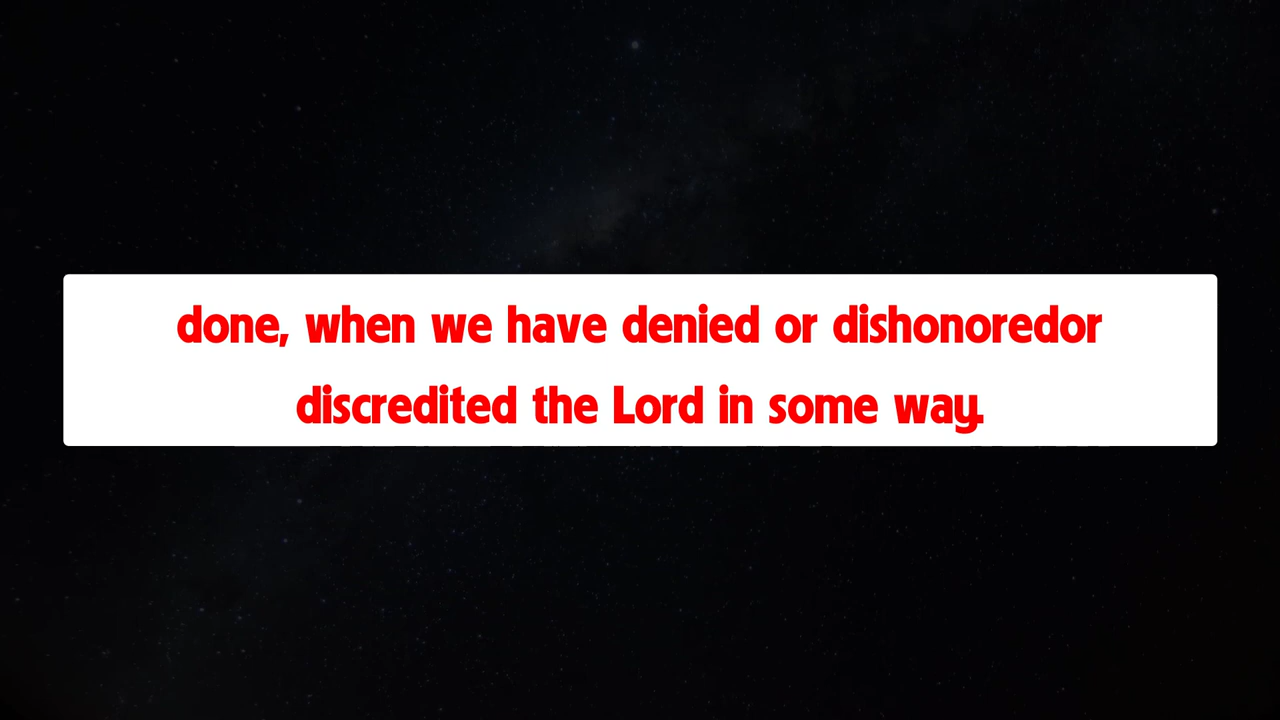 done, when we have denied or dishonoredor
discredited the Lord in some way.